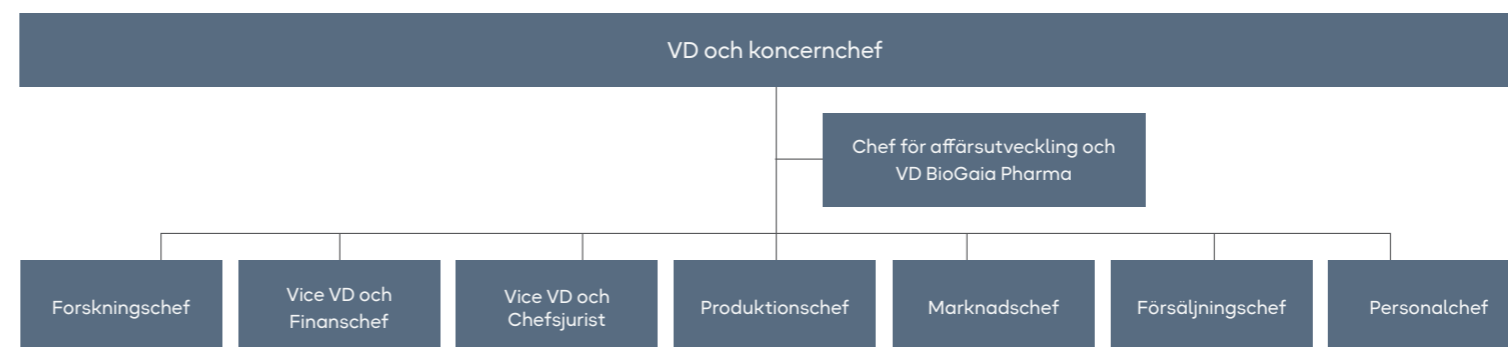 VD och koncernchef
Chef för affärsutveckling och
VD BioGaia Pharma
Forskningschef
Vice VD och
Finanschef
Vice VD och
Chefsjurist
Produktionschef
Marknadschef
Försäljningschef
Personalchef